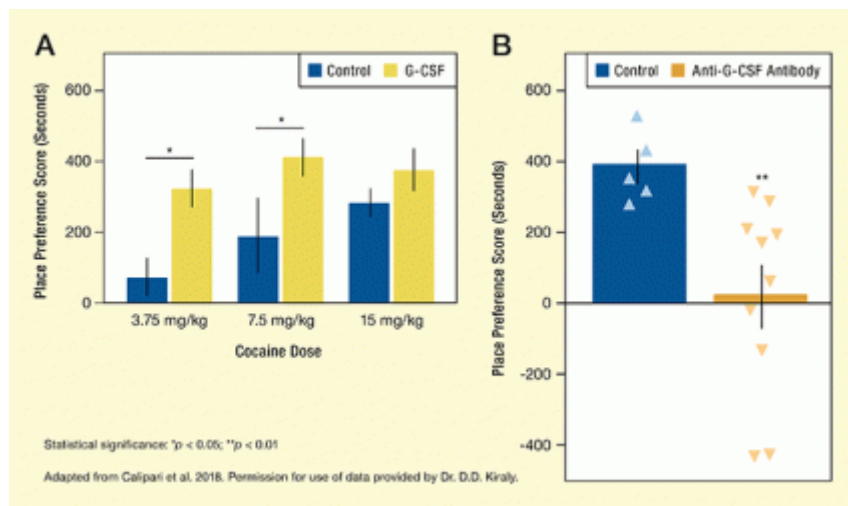 A
Control G-CSF
Place Preference Score (Seconds)
600
400
200
0
*
*
3.75 mg/kg 7.5 mg/kg 15 mg/kg
Cocaine Dose
B
Control Anti-G-CSF Antibody
Place Preference Score (Seconds)
600
400
200
0
-200
-400
**
Statistical significance: *p < 0.05; **p < 0.01
Adapted from Calipari et al. 2018. Permission for use of data provided by Dr. D.D. Kiraly.